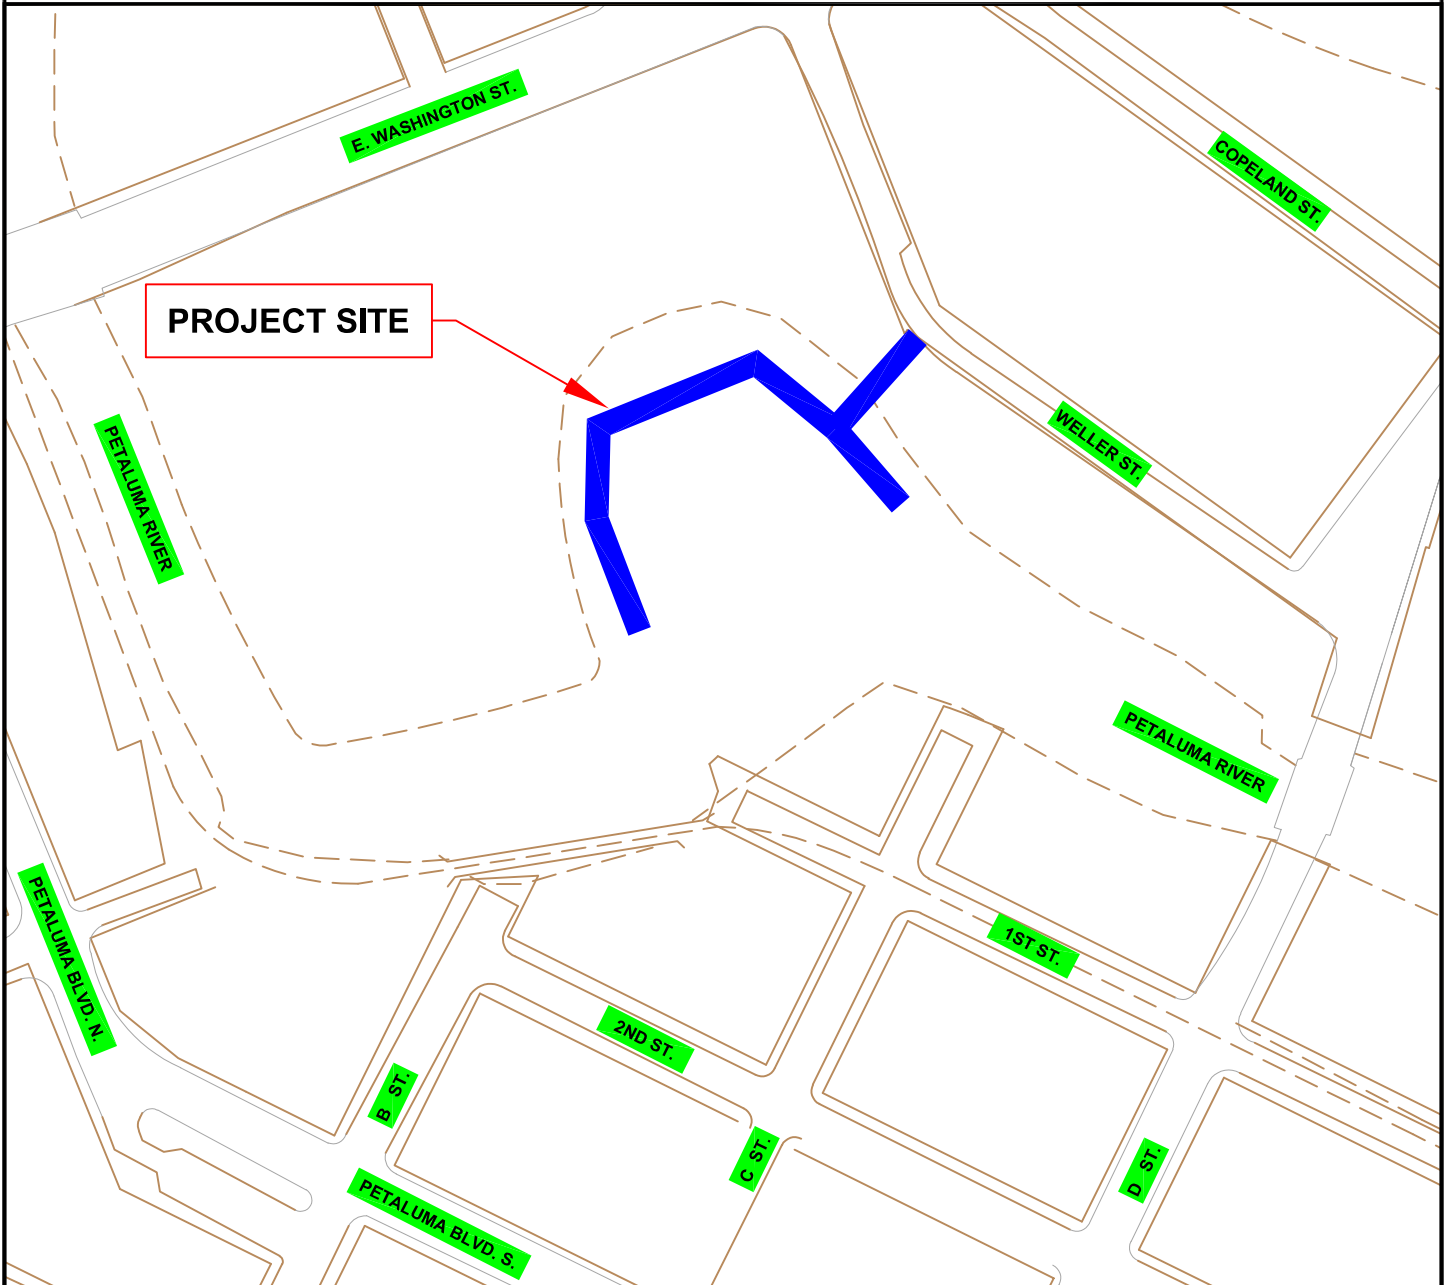 E. WASHINGTON ST.
COPELAND ST.
PROJECT SITE
WELLER ST.
PETALUMA RIVER
PETALUMA RIVER
PETALUMA BLVD. N.
1ST ST.
2ND ST.
B ST.
C ST.
D ST.
PETALUMA BLVD. S.